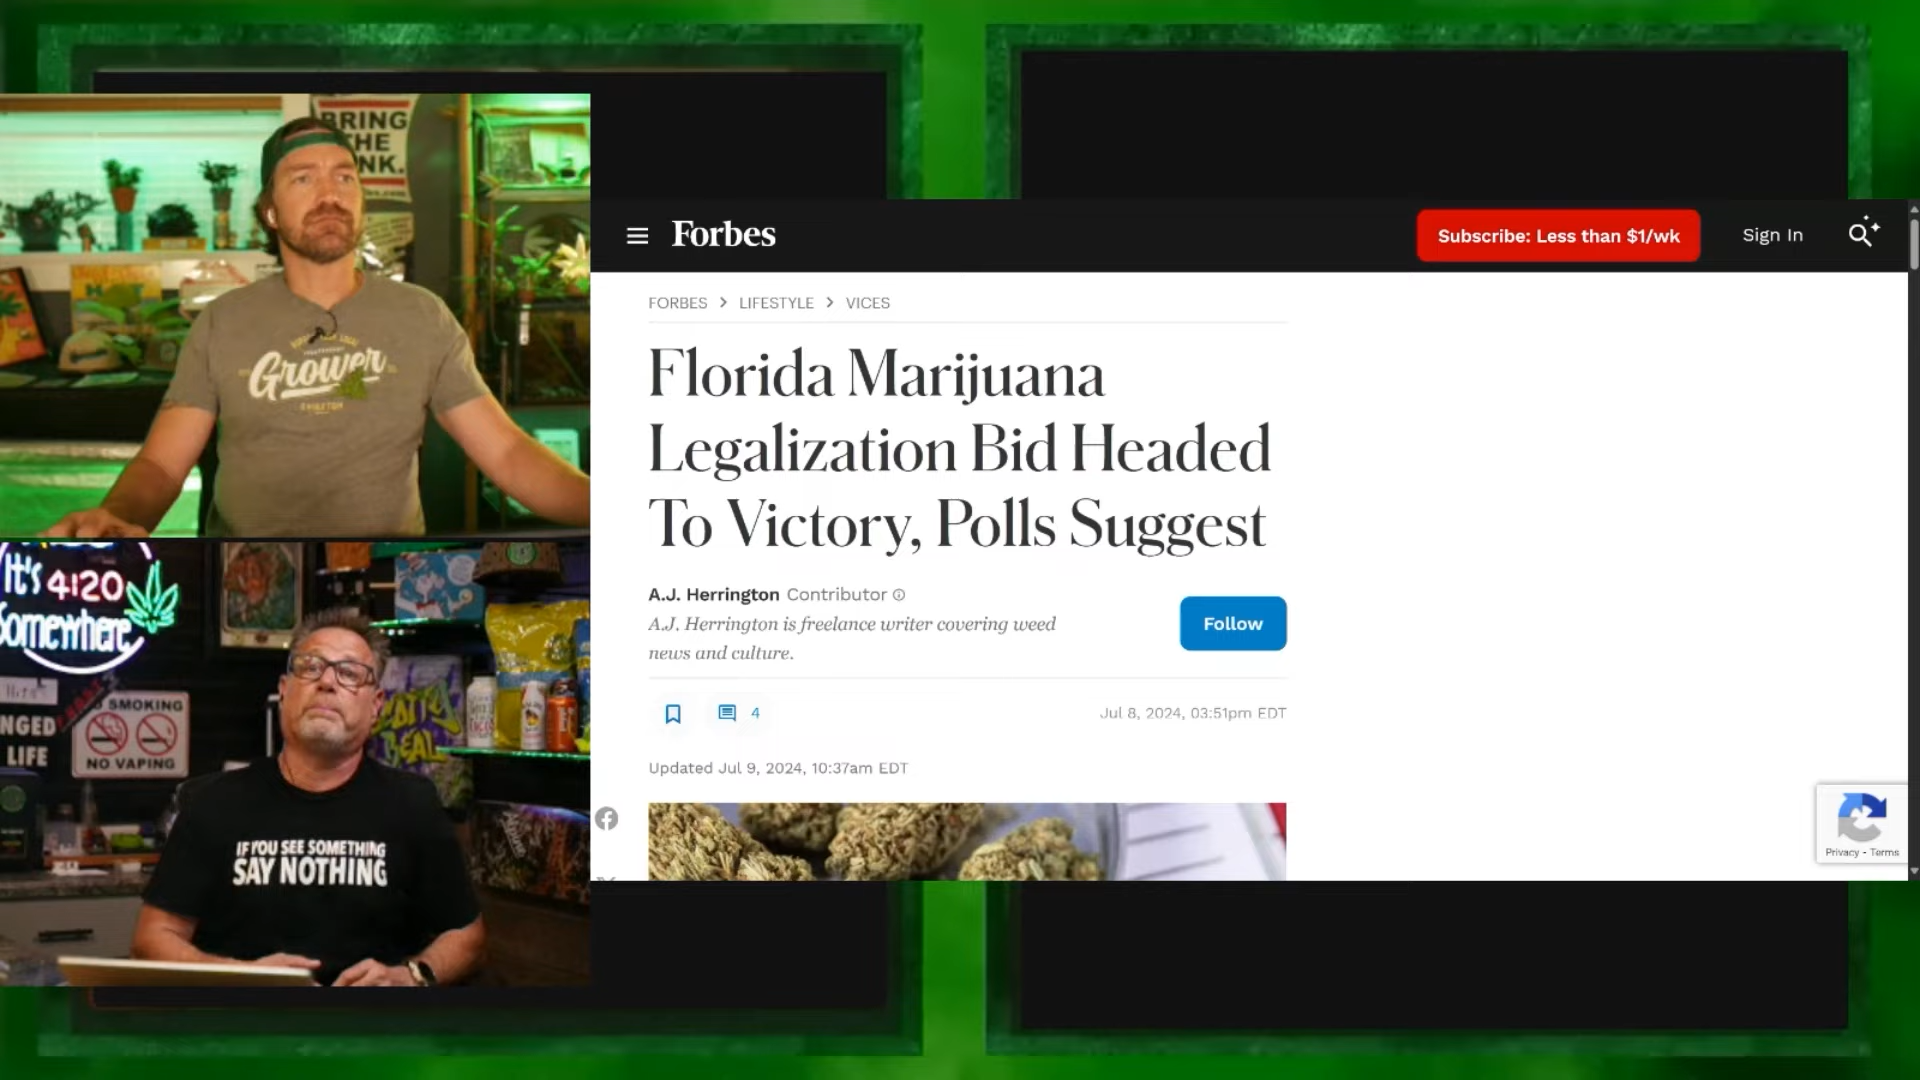 BRING
THE
NK.
Grower
It's 4:20
Somewhere
SMOKING
NO VAPING
NGED
LIFE
IF YOU SEE SOMETHING
SAY NOTHING
Forbes
Subscribe: Less than $1/wk
Sign In
FORBES > LIFESTYLE > VICES
Florida Marijuana
Legalization Bid Headed
To Victory, Polls Suggest
A.J. Herrington Contributor
A.J. Herrington is freelance writer covering weed
news and culture.
Follow
4
Jul 8, 2024, 03:51pm EDT
Updated Jul 9, 2024, 10:37am EDT
Privacy - Terms